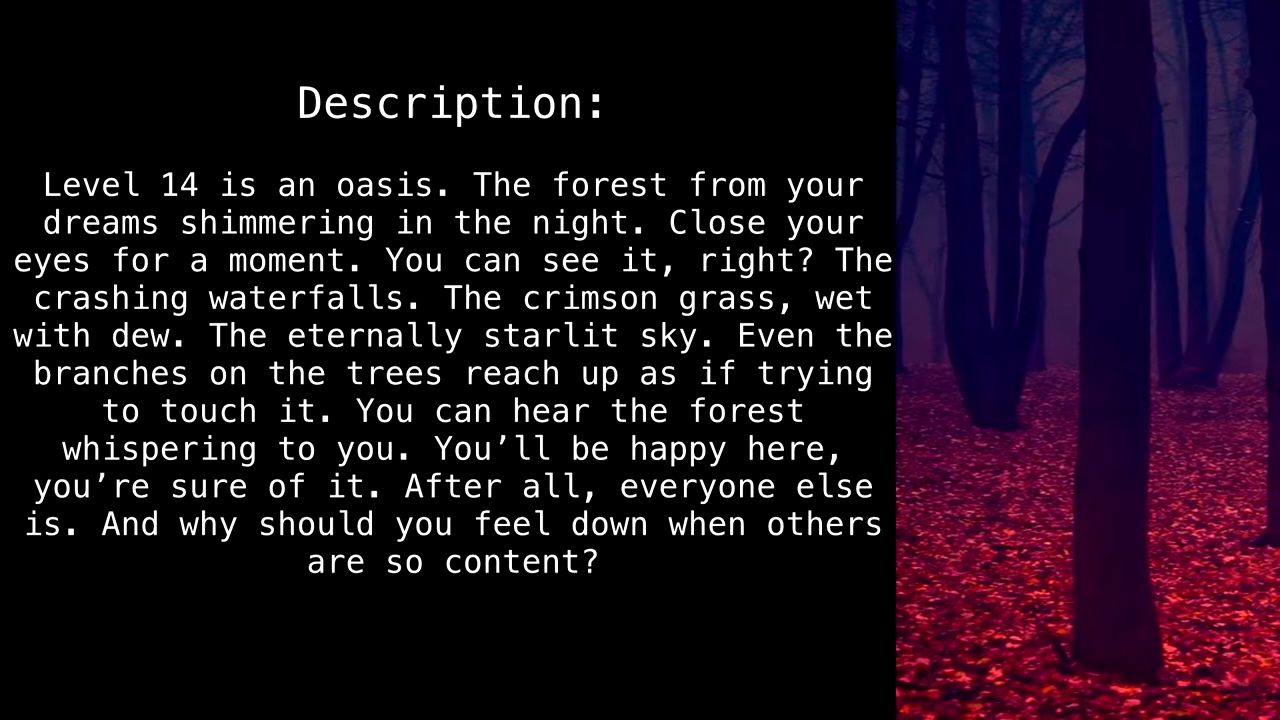 Description:
Level 14 is an oasis. The forest from your
dreams shimmering in the night. Close your
eyes for a moment. You can see it, right? The
crashing waterfalls. The crimson grass, wet
with dew. The eternally starlit sky. Even the
branches on the trees reach up as if trying
to touch it. You can hear the forest
whispering to you. You’ll be happy here,
you’re sure of it. After all, everyone else
is. And why should you feel down when others
are so content?